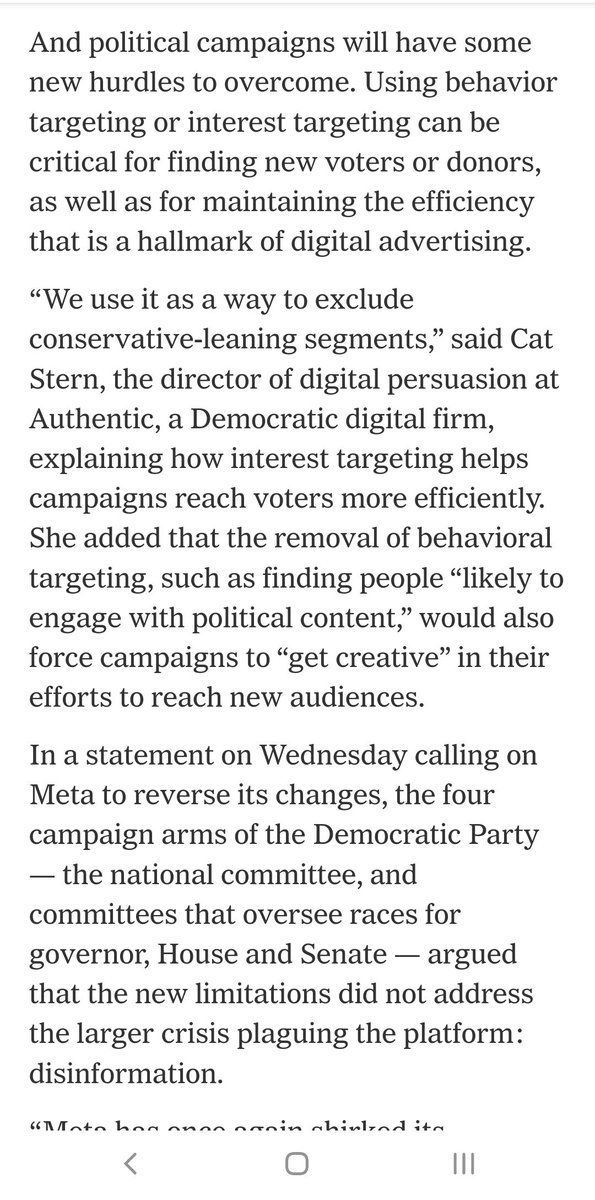 And political campaigns will have some
new hurdles to overcome. Using behavior
targeting or interest targeting can be
critical for finding new voters or donors,
as well as for maintaining the efficiency
that is a hallmark of digital advertising.
“We use it as a way to exclude
conservative-leaning segments,” said Cat
Stern, the director of digital persuasion at
Authentic, a Democratic digital firm,
explaining how interest targeting helps
campaigns reach voters more efficiently.
She added that the removal of behavioral
targeting, such as finding people “likely to
engage with political content,” would also
force campaigns to “get creative” in their
efforts to reach new audiences.
In a statement on Wednesday calling on
Meta to reverse its changes, the four
campaign arms of the Democratic Party
— the national committee, and
committees that oversee races for
governor, House and Senate — argued
that the new limitations did not address
the larger crisis plaguing the platform:
disinformation.
“Meta has once again shirked its